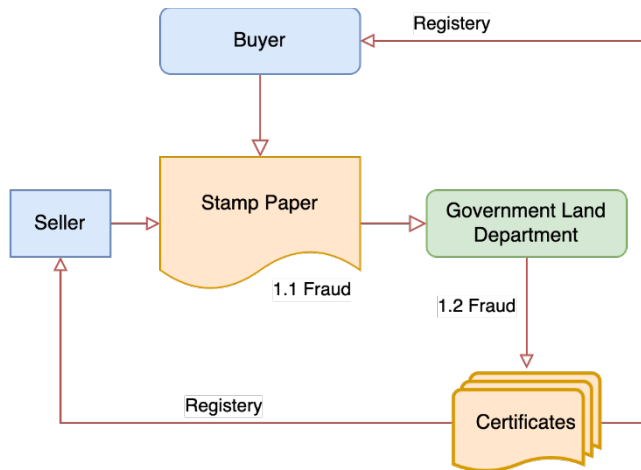 Buyer
Registery
Stamp Paper
Seller
Government Land
Department
1.1 Fraud
1.2 Fraud
Registery
Certificates